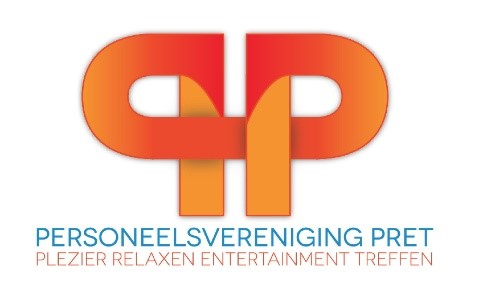 PERSONEELSVERENIGING PRET
PLEZIER RELAXEN ENTERTAINMENT TREFFEN